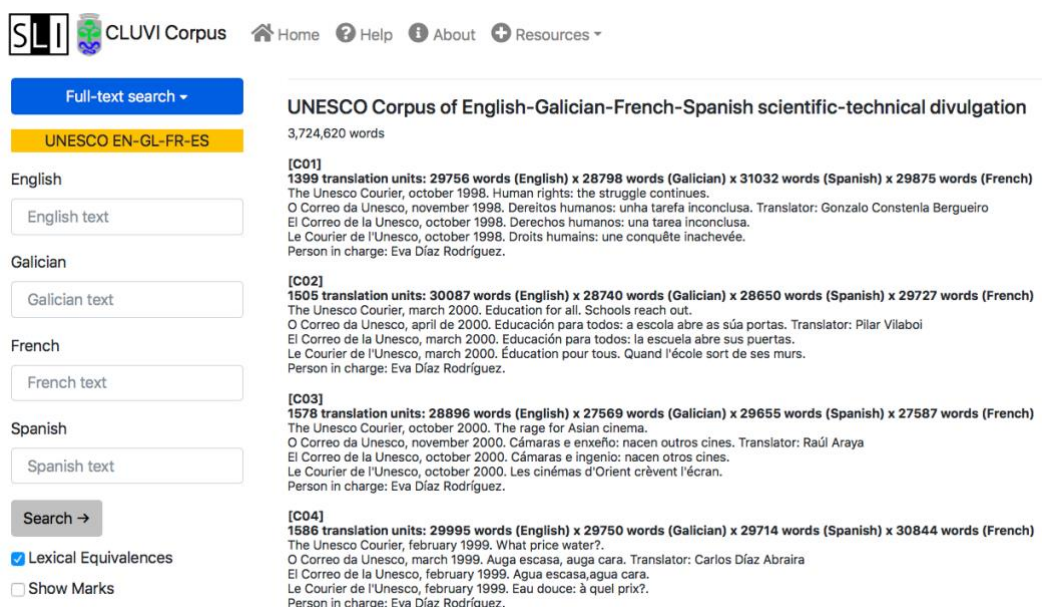 SLI CLUVI Corpus Home Help About Resources
Full-text search
UNESCO EN-GL-FR-ES
English
English text
Galician
Galician text
French
French text
Spanish
Spanish text
Search →
Lexical Equivalences
Show Marks
UNESCO Corpus of English-Galician-French-Spanish scientific-technical divulgation
3,724,620 words
[C01]
1399 translation units: 29756 words (English) x 28798 words (Galician) x 31032 words (Spanish) x 29875 words (French)
The Unesco Courier, october 1998. Human rights: the struggle continues.
O Correo da Unesco, november 1998. Dereitos humanos: unha tarefa inconclusa. Translator: Gonzalo Constenla Bergueiro
El Correo de la Unesco, october 1998. Derechos humanos: una tarea inconclusa.
Le Courier de l'Unesco, october 1998. Droits humains: une conquête inachevée.
Person in charge: Eva Díaz Rodríguez.
[C02]
1505 translation units: 30087 words (English) x 28740 words (Galician) x 28650 words (Spanish) x 29727 words (French)
The Unesco Courier, march 2000. Education for all. Schools reach out.
O Correo da Unesco, april de 2000. Educación para todos: a escola abre as súa portas. Translator: Pilar Vilaboi
El Correo de la Unesco, march 2000. Educación para todos: la escuela abre sus puertas.
Le Courier de l'Unesco, march 2000. Éducation pour tous. Quand l'école sort de ses murs.
Person in charge: Eva Díaz Rodríguez.
[C03]
1578 translation units: 28896 words (English) x 27569 words (Galician) x 29655 words (Spanish) x 27587 words (French)
The Unesco Courier, october 2000. The rage for Asian cinema.
O Correo da Unesco, november 2000. Cámaras e enxeño: nacen outros cines. Translator: Raúl Araya
El Correo de la Unesco, october 2000. Cámaras e ingenio: nacen otros cines.
Le Courier de l'Unesco, october 2000. Les cinémas d'Orient crèvent l'écran.
Person in charge: Eva Díaz Rodríguez.
[C04]
1586 translation units: 29995 words (English) x 29750 words (Galician) x 29714 words (Spanish) x 30844 words (French)
The Unesco Courier, february 1999. What price water?.
O Correo da Unesco, march 1999. Auga escasa, auga cara. Translator: Carlos Díaz Abraira
El Correo de la Unesco, february 1999. Agua escasa,agua cara.
Le Courier de l'Unesco, february 1999. Eau douce: à quel prix?.
Person in charge: Eva Díaz Rodríguez.